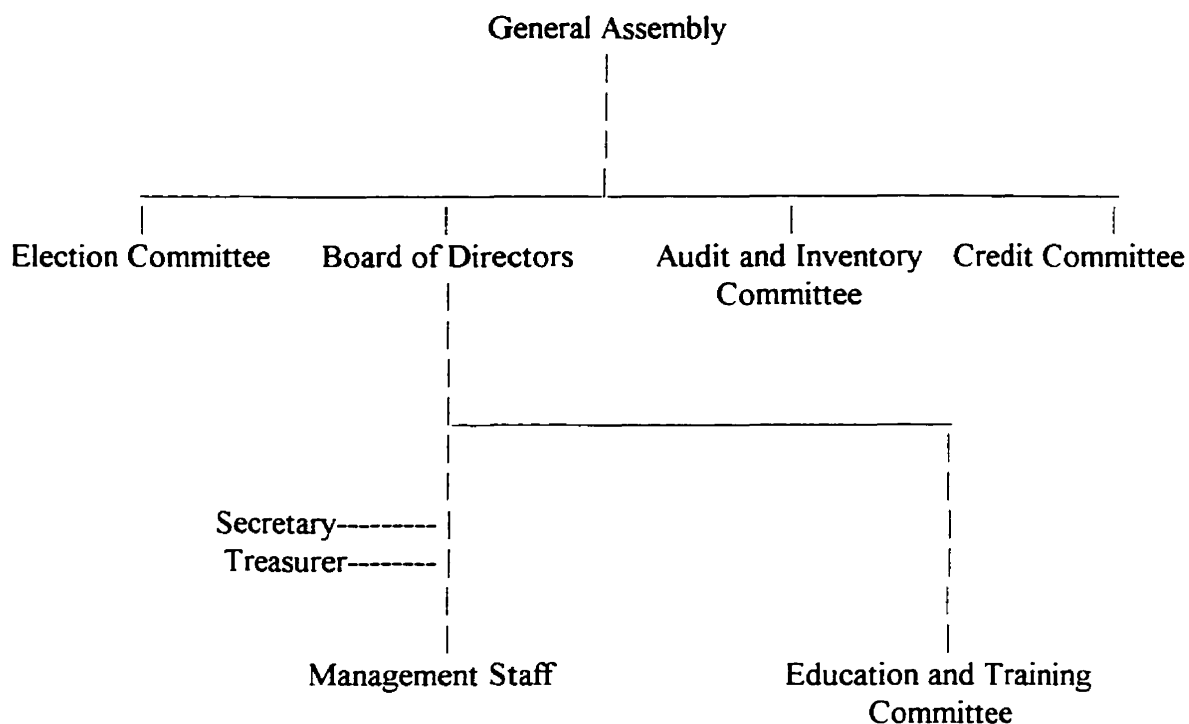 General Assembly
Election Committee
Board of Directors
Audit and Inventory
Committee
Credit Committee
Secretary---------
Treasurer--------
Management Staff
Education and Training
Committee